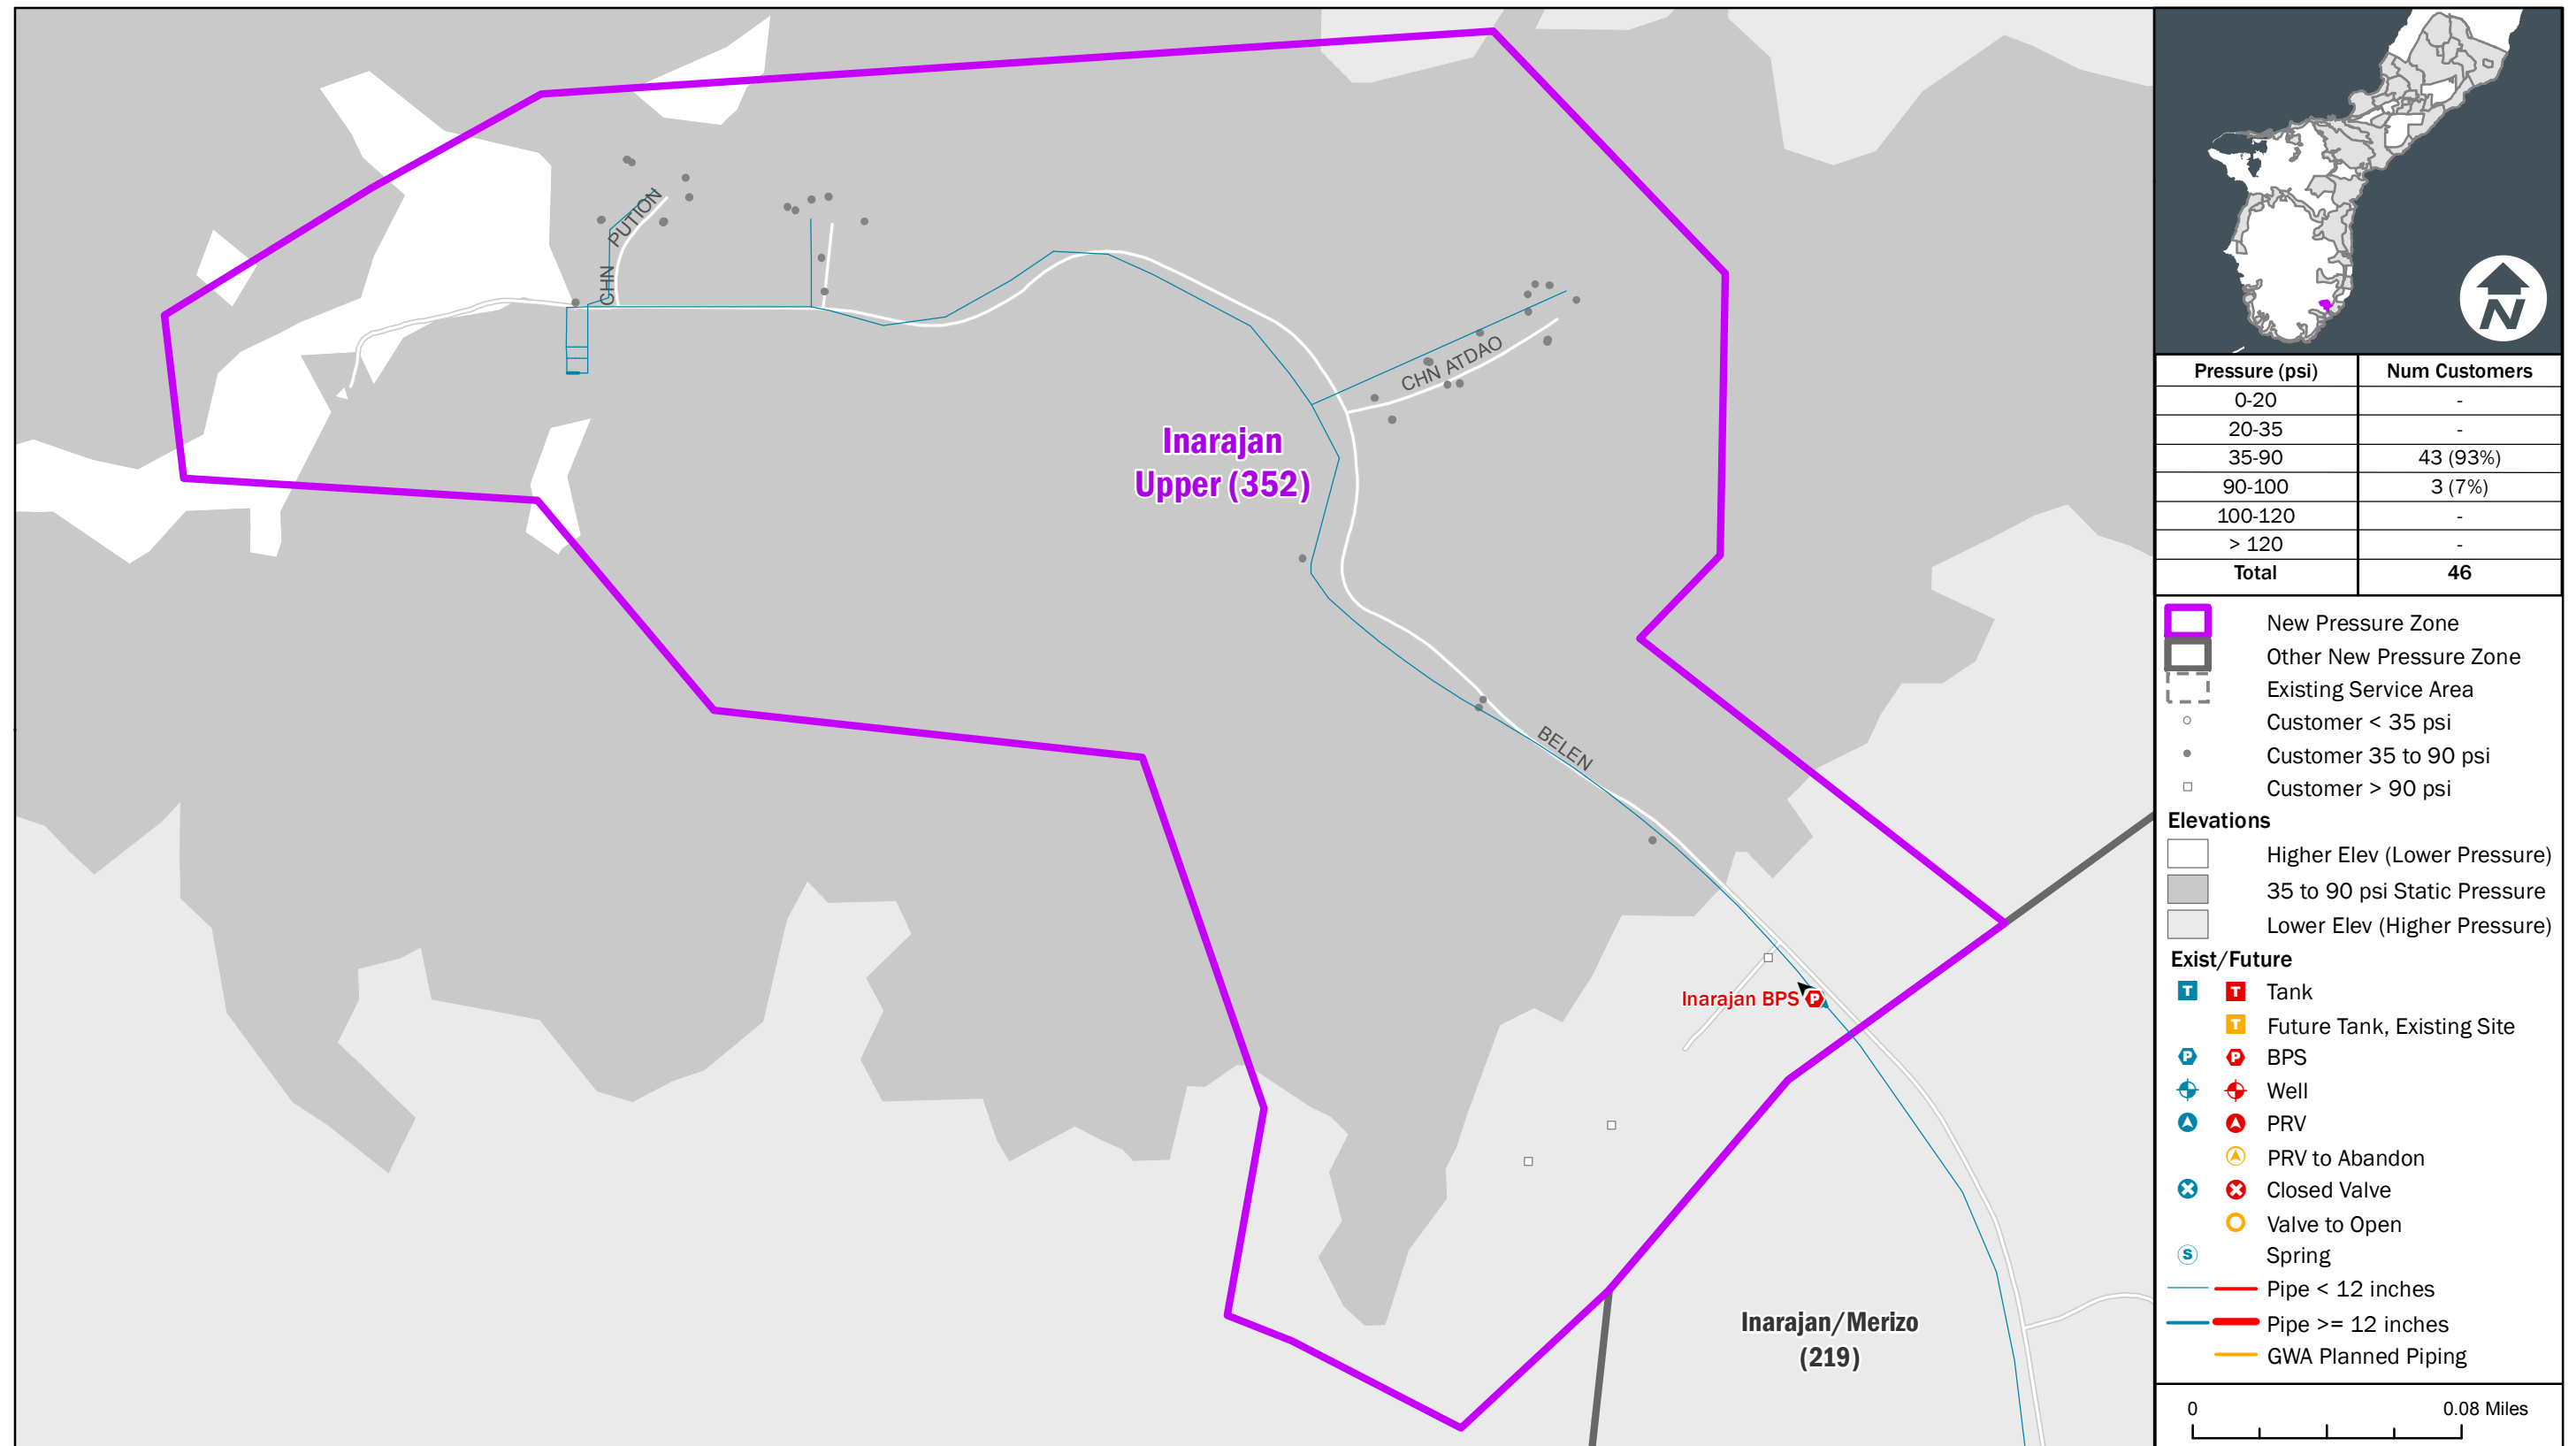 PUTION
CHN
CHN ATDAO
Inarajan
Upper (352)
BELEN
Inarajan BPS
P
Inarajan/Merizo
(219)
N
Pressure (psi) Num Customers
0-20 -
20-35 -
35-90 43 (93%)
90-100 3 (7%)
100-120 -
> 120 -
Total 46
New Pressure Zone
Other New Pressure Zone
Existing Service Area
Customer < 35 psi
Customer 35 to 90 psi
Customer > 90 psi
Elevations
Higher Elev (Lower Pressure)
35 to 90 psi Static Pressure
Lower Elev (Higher Pressure)
Exist/Future
T T Tank
T Future Tank, Existing Site
P P BPS
Well
PRV
PRV to Abandon
Closed Valve
Valve to Open
S Spring
Pipe < 12 inches
Pipe >= 12 inches
GWA Planned Piping
0 0.08 Miles